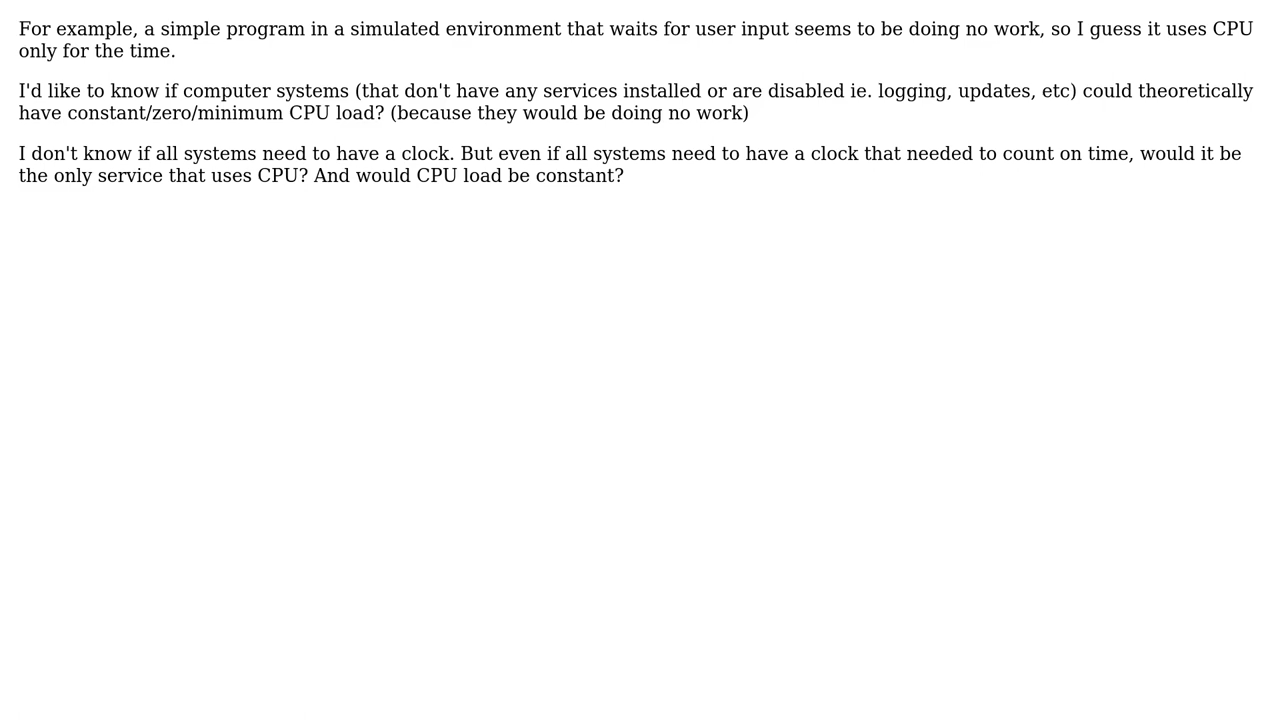 For example, a simple program in a simulated environment that waits for user input seems to be doing no work, so I guess it uses CPU
only for the time.
I'd like to know if computer systems (that don't have any services installed or are disabled ie. logging, updates, etc) could theoretically
have constant/zero/minimum CPU load? (because they would be doing no work)
I don't know if all systems need to have a clock. But even if all systems need to have a clock that needed to count on time, would it be
the only service that uses CPU? And would CPU load be constant?